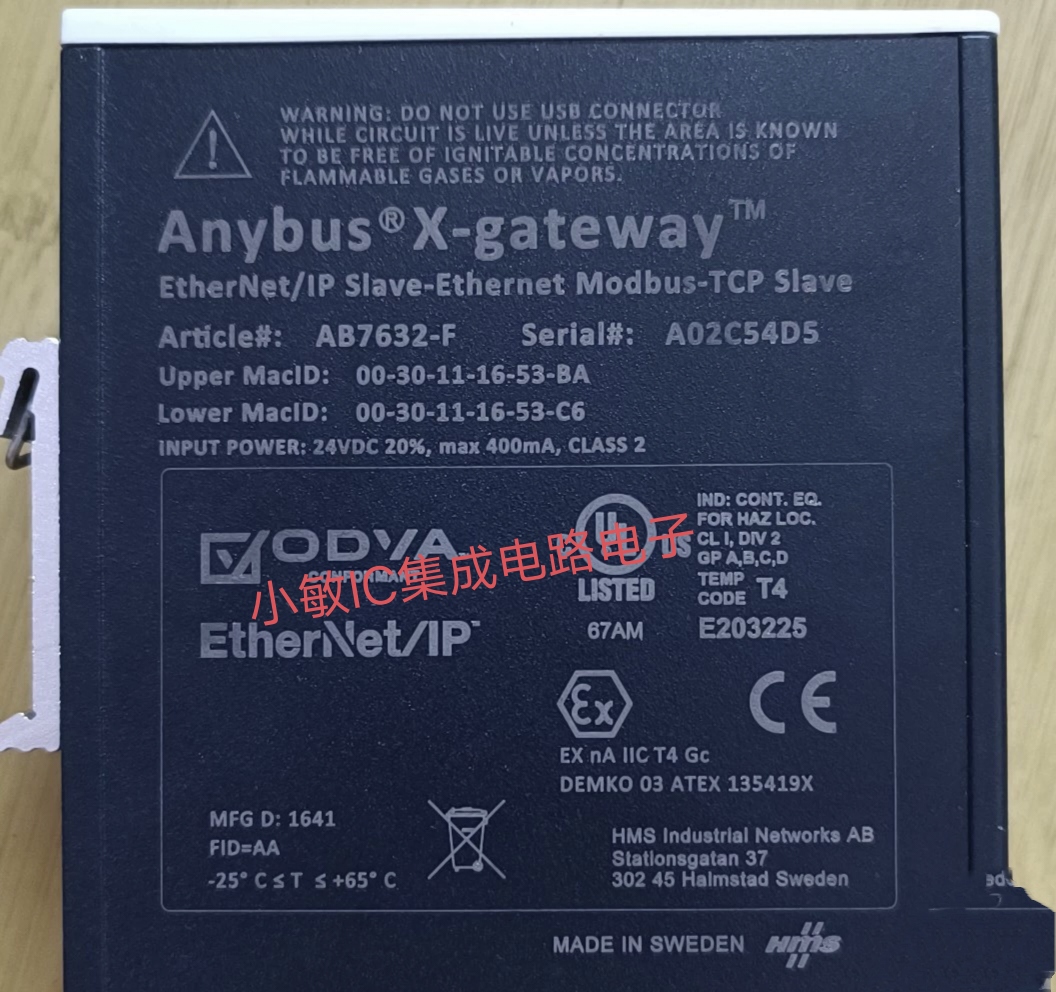 WARNING: DO NOT USE USB CONNECTOR
WHILE CIRCUIT IS LIVE UNLESS THE AREA IS KNOWN
TO BE FREE OF IGNITABLE CONCENTRATIONS OF
FLAMMABLE GASES OR VAPORS.
Anybus® X-gateway™
EtherNet/IP Slave-Ethernet Modbus-TCP Slave
Article#: AB7632-F Serial#: A02C54D5
Upper MacID: 00-30-11-16-53-BA
Lower MacID: 00-30-11-16-53-C6
INPUT POWER: 24VDC 20%, max 400mA, CLASS 2
ODVA
CONFORMANT
EtherNet/IP™
小敏IC集成电路电子
UL US
LISTED
67AM
IND: CONT. EQ.
FOR HAZ LOC.
CL I, DIV 2
GP A,B,C,D
TEMP CODE T4
E203225
Ex
CE
EX nA IIC T4 Gc
DEMKO 03 ATEX 135419X
MFG D: 1641
FID=AA
-25° C ≤ T ≤ +65° C
HMS Industrial Networks AB
Stationsgatan 37
302 45 Halmstad Sweden
MADE IN SWEDEN HMS